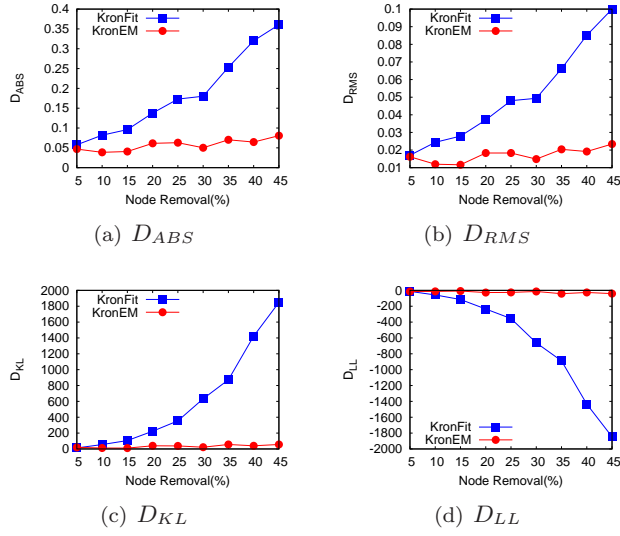 KronFit
KronEM
D_ABS
0.4
0.35
0.3
0.25
0.2
0.15
0.1
0.05
0
5 10 15 20 25 30 35 40 45
Node Removal(%)
(a) D_ABS
KronFit
KronEM
D_RMS
0.1
0.09
0.08
0.07
0.06
0.05
0.04
0.03
0.02
0.01
5 10 15 20 25 30 35 40 45
Node Removal(%)
(b) D_RMS
KronFit
KronEM
D_KL
2000
1800
1600
1400
1200
1000
800
600
400
200
0
5 10 15 20 25 30 35 40 45
Node Removal(%)
(c) D_KL
D_LL
0
-200
-400
-600
-800
-1000
-1200
-1400
-1600
-1800
-2000
KronFit
KronEM
5 10 15 20 25 30 35 40 45
Node Removal(%)
(d) D_LL